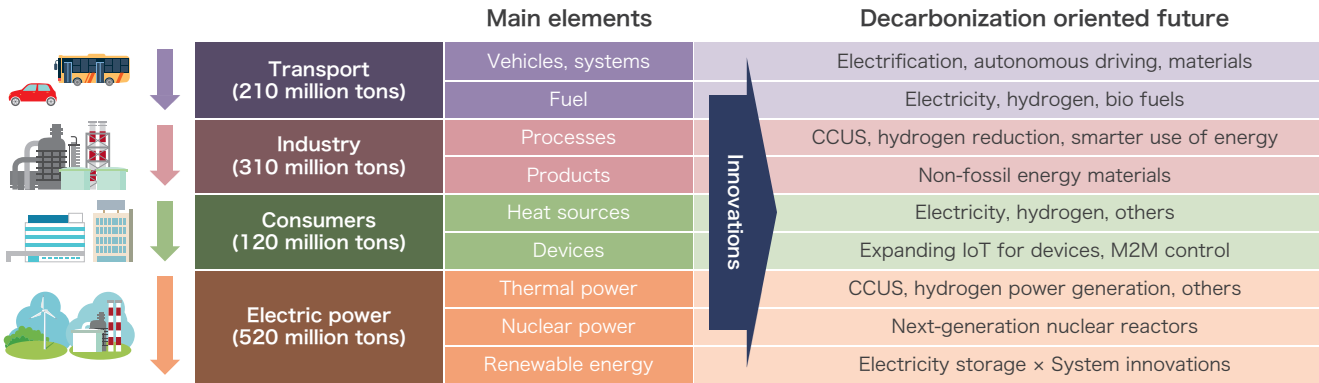 Main elements
Decarbonization oriented future
Transport
(210 million tons)
Vehicles, systems
Electrification, autonomous driving, materials
Fuel
Electricity, hydrogen, bio fuels
Industry
(310 million tons)
Processes
CCUS, hydrogen reduction, smarter use of energy
Products
Non-fossil energy materials
Consumers
(120 million tons)
Heat sources
Electricity, hydrogen, others
Devices
Expanding IoT for devices, M2M control
Electric power
(520 million tons)
Thermal power
CCUS, hydrogen power generation, others
Nuclear power
Next-generation nuclear reactors
Renewable energy
Electricity storage × System innovations
Innovations